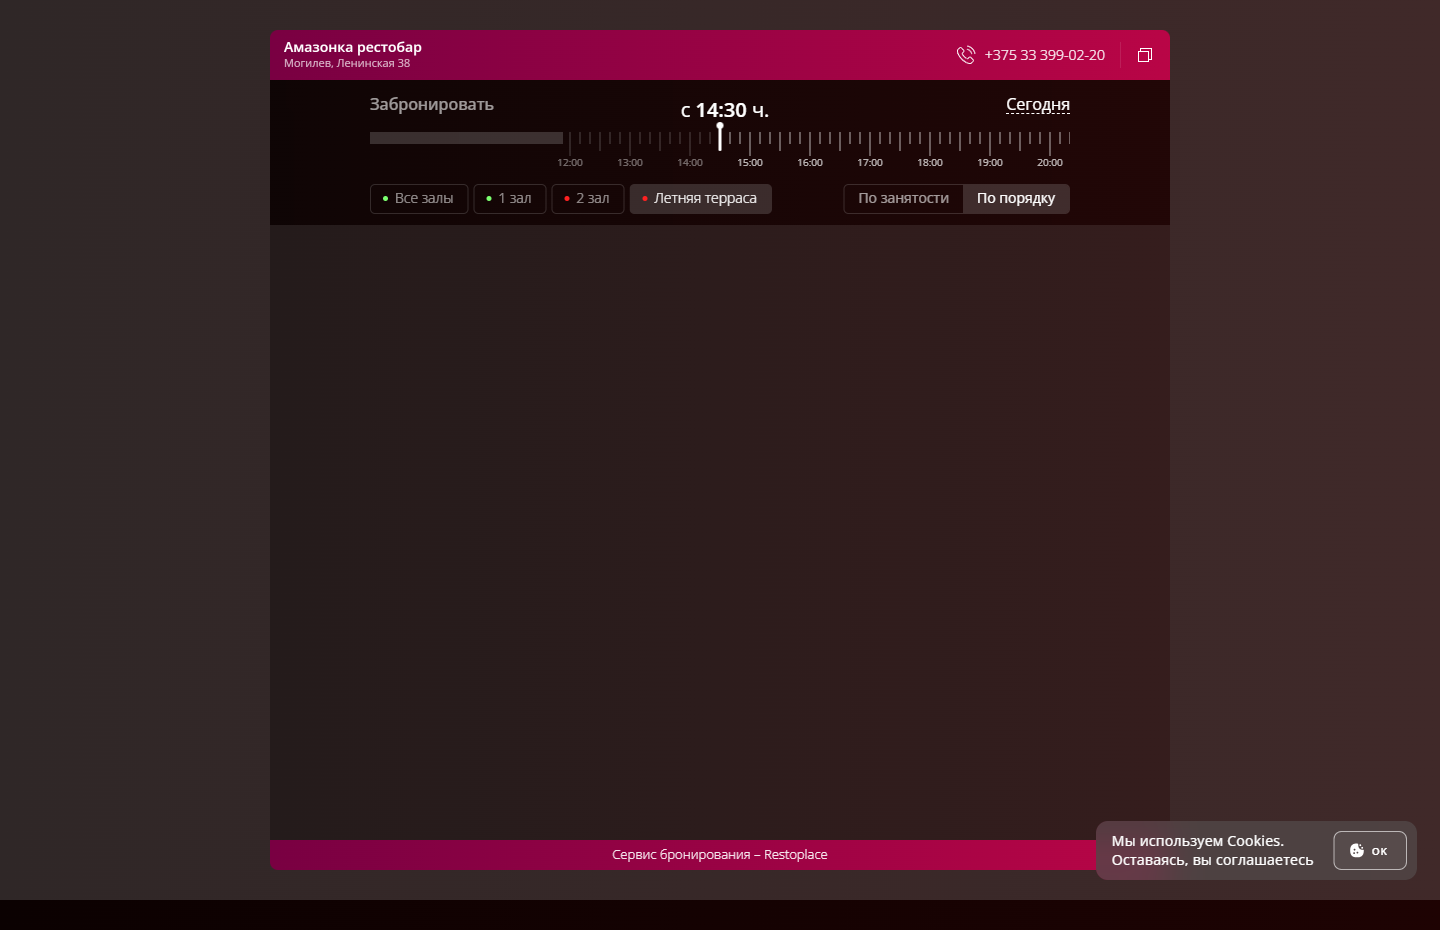 Амазонка рестобар
Могилев, Ленинская 38
+375 33 399-02-20
Забронировать
с 14:30 ч.
Сегодня
12:00 13:00 14:00 15:00 16:00 17:00 18:00 19:00 20:00
Все залы
1 зал
2 зал
Летняя терраса
По занятости
По порядку
Сервис бронирования – Restoplace
Мы используем Cookies.
Оставаясь, вы соглашаетесь
ОК